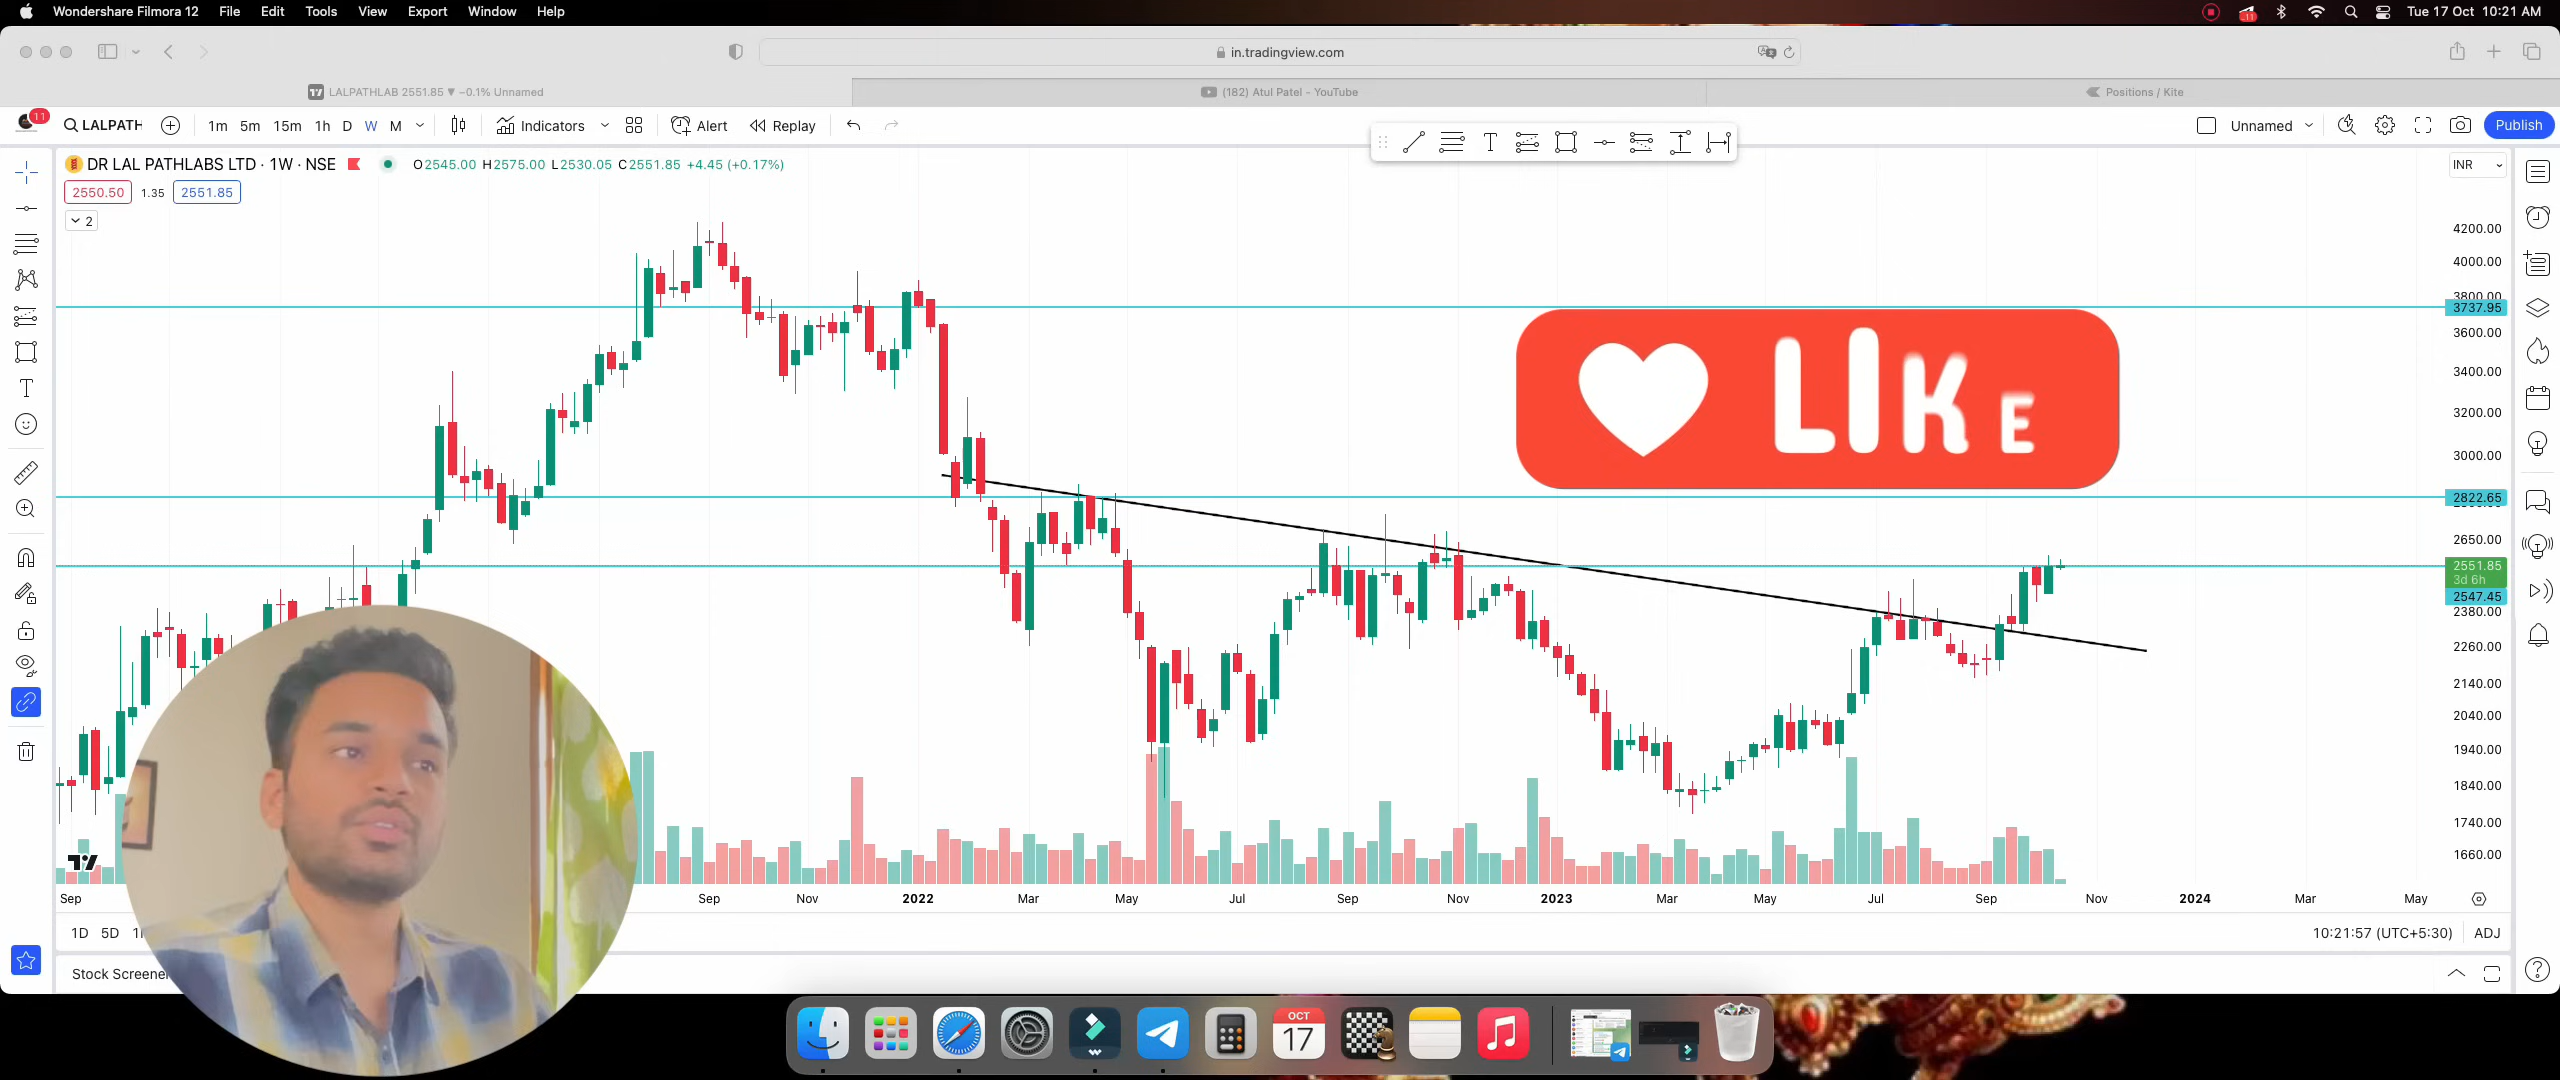 Wondershare Filmora 12 File Edit Tools View Export Window Help
11 Tue 17 Oct 10:21 AM
in.tradingview.com
LALPATHLAB 2551.85 ▼ −0.1% Unnamed
(182) Atul Patel - YouTube
Positions / Kite
11 LALPATH 1m 5m 15m 1h D W M Indicators Alert Replay Unnamed Publish
DR LAL PATHLABS LTD · 1W · NSE O2545.00 H2575.00 L2530.05 C2551.85 +4.45 (+0.17%)
INR
2550.50 1.35 2551.85
2
4200.00
4000.00
3800.00
3737.95
3600.00
LIKE
3400.00
3200.00
3000.00
2822.65
2650.00
2551.85
3d 6h
2547.45
2380.00
2260.00
2140.00
2040.00
1940.00
1840.00
1740.00
1660.00
Sep Sep Nov 2022 Mar May Jul Sep Nov 2023 Mar May Jul Sep Nov 2024 Mar May
1D 5D 10:21:57 (UTC+5:30) ADJ
Stock Screener
OCT
17